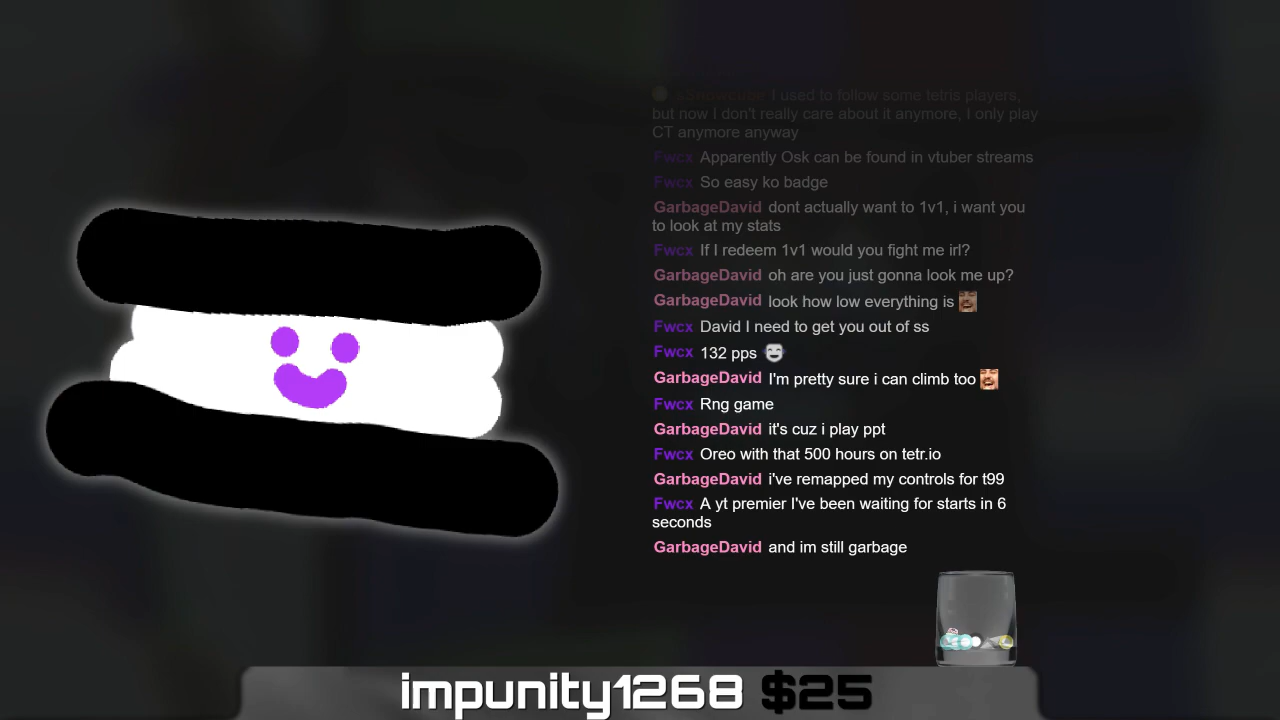 I used to follow some tetris players,
but now I don't really care about it anymore, I only play
CT anymore anyway
Fwcx Apparently Osk can be found in vtuber streams
Fwcx So easy ko badge
GarbageDavid dont actually want to 1v1, i want you
to look at my stats
Fwcx If I redeem 1v1 would you fight me irl?
GarbageDavid oh are you just gonna look me up?
GarbageDavid look how low everything is
Fwcx David I need to get you out of ss
Fwcx 132 pps
GarbageDavid I'm pretty sure i can climb too
Fwcx Rng game
GarbageDavid it's cuz i play ppt
Fwcx Oreo with that 500 hours on tetr.io
GarbageDavid i've remapped my controls for t99
Fwcx A yt premier I've been waiting for starts in 6
seconds
GarbageDavid and im still garbage
impunity1268 $25